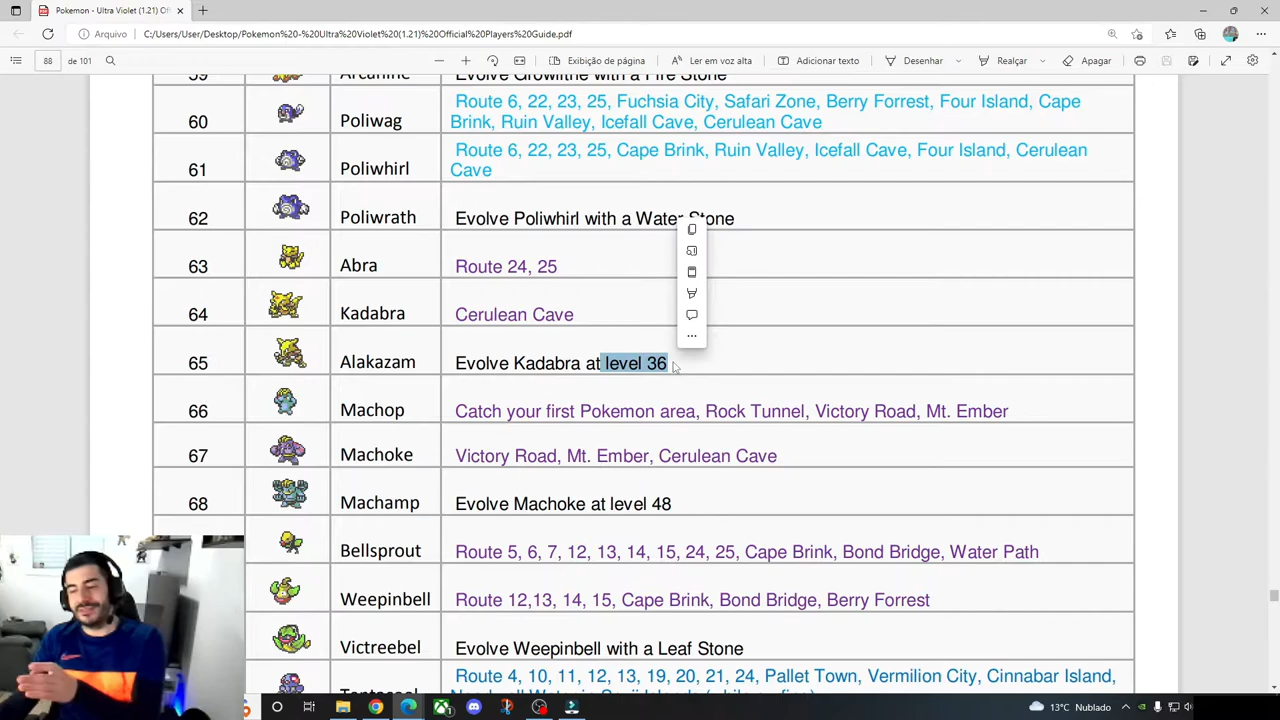 Pokemon - Ultra Violet (1.21) Of
Arquivo
C:/Users/User/Desktop/Pokemon%20-%20Ultra%20Violet%20(1.21)%20Official%20Players%20Guide.pdf
88 de 101
Exibição de página
Ler em voz alta
Adicionar texto
Desenhar
Realçar
Apagar
59 Arcanine Evolve Growlithe with a Fire Stone
60 Poliwag Route 6, 22, 23, 25, Fuchsia City, Safari Zone, Berry Forrest, Four Island, Cape
Brink, Ruin Valley, Icefall Cave, Cerulean Cave
61 Poliwhirl Route 6, 22, 23, 25, Cape Brink, Ruin Valley, Icefall Cave, Four Island, Cerulean
Cave
62 Poliwrath Evolve Poliwhirl with a Water Stone
63 Abra Route 24, 25
64 Kadabra Cerulean Cave
65 Alakazam Evolve Kadabra at level 36
66 Machop Catch your first Pokemon area, Rock Tunnel, Victory Road, Mt. Ember
67 Machoke Victory Road, Mt. Ember, Cerulean Cave
68 Machamp Evolve Machoke at level 48
Bellsprout Route 5, 6, 7, 12, 13, 14, 15, 24, 25, Cape Brink, Bond Bridge, Water Path
Weepinbell Route 12,13, 14, 15, Cape Brink, Bond Bridge, Berry Forrest
Victreebel Evolve Weepinbell with a Leaf Stone
Route 4, 10, 11, 12, 13, 19, 20, 21, 24, Pallet Town, Vermilion City, Cinnabar Island,
13°C Nublado